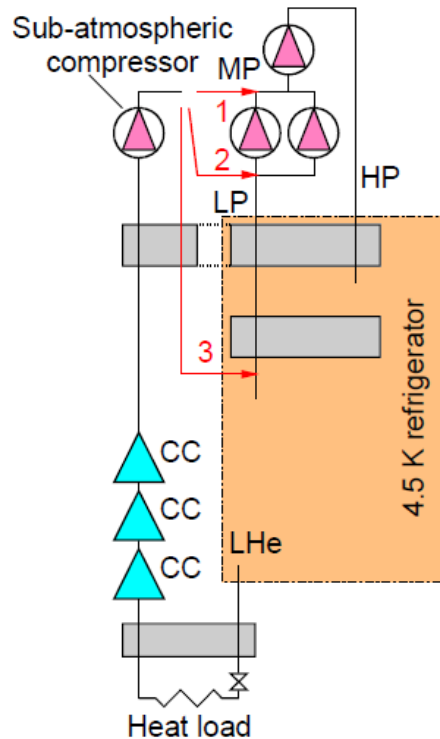 Sub-atmospheric
compressor
MP
1
2
HP
LP
3
4.5 K refrigerator
CC
CC
CC
LHe
Heat load